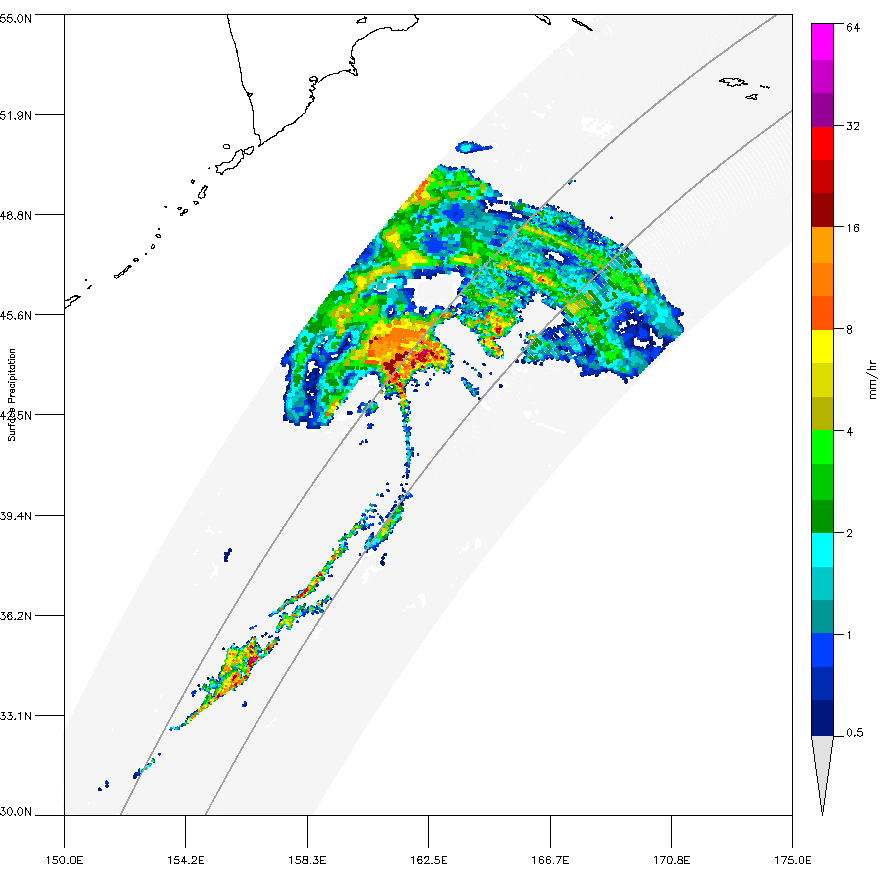 55.0N
51.9N
48.8N
45.6N
42.5N
39.4N
36.2N
33.1N
30.0N
Surface Precipitation
150.0E 154.2E 158.3E 162.5E 166.7E 170.8E 175.0E
64
32
16
8
4
2
1
0.5
mm/hr